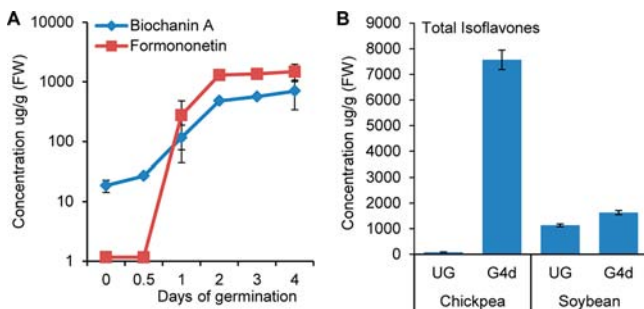 A
Biochanin A
Formononetin
Concentration ug/g (FW)
10000
1000
100
10
1
0 0.5 1 2 3 4
Days of germination
B
Total Isoflavones
Concentration ug/g (FW)
9000
8000
7000
6000
5000
4000
3000
2000
1000
0
UG G4d UG G4d
Chickpea Soybean